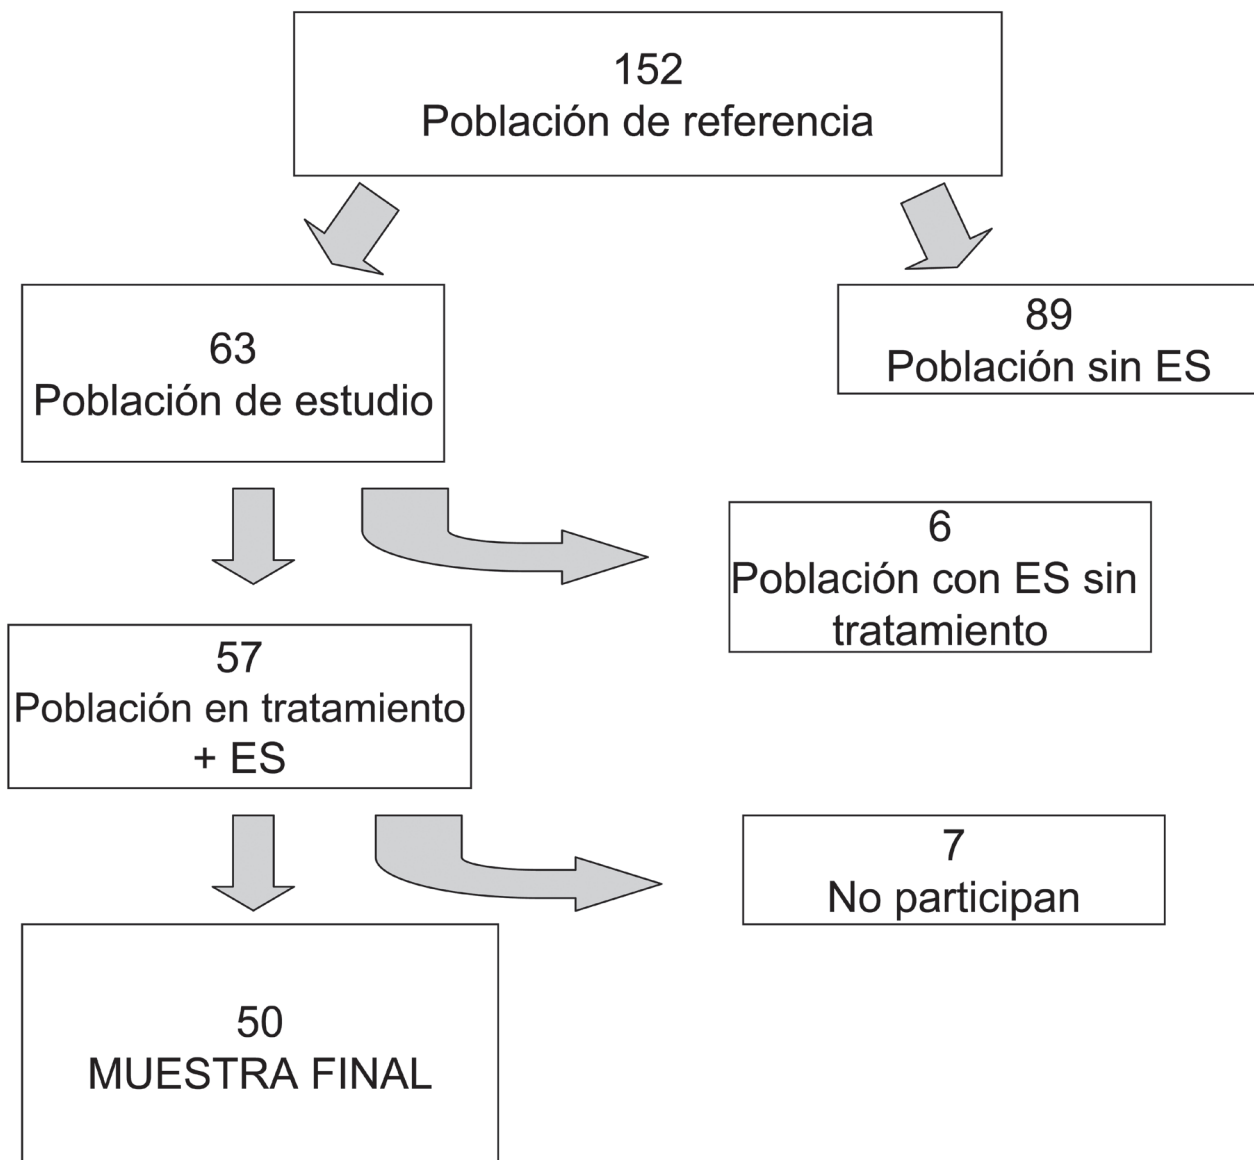 152
Población de referencia
63
Población de estudio
89
Población sin ES
6
Población con ES sin
tratamiento
57
Población en tratamiento
+ ES
7
No participan
50
MUESTRA FINAL